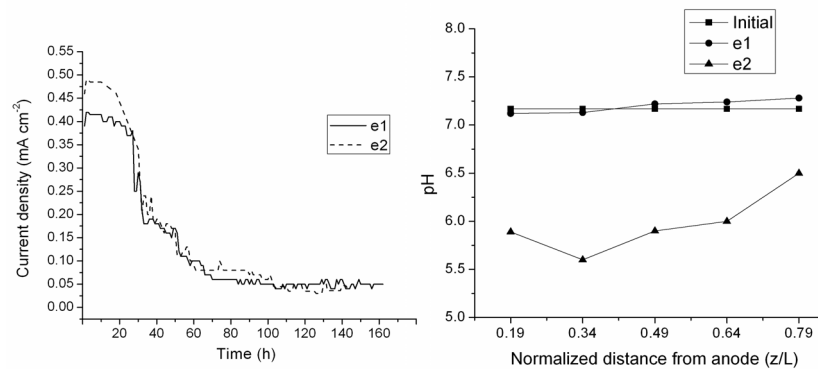 0.55
0.50
0.45
0.40
0.35
0.30
0.25
0.20
0.15
0.10
0.05
0.00
Current density (mA cm-2)
0 20 40 60 80 100 120 140 160
Time (h)
e1
e2
8.0
7.5
7.0
6.5
6.0
5.5
5.0
pH
0.19 0.34 0.49 0.64 0.79
Normalized distance from anode (z/L)
Initial
e1
e2